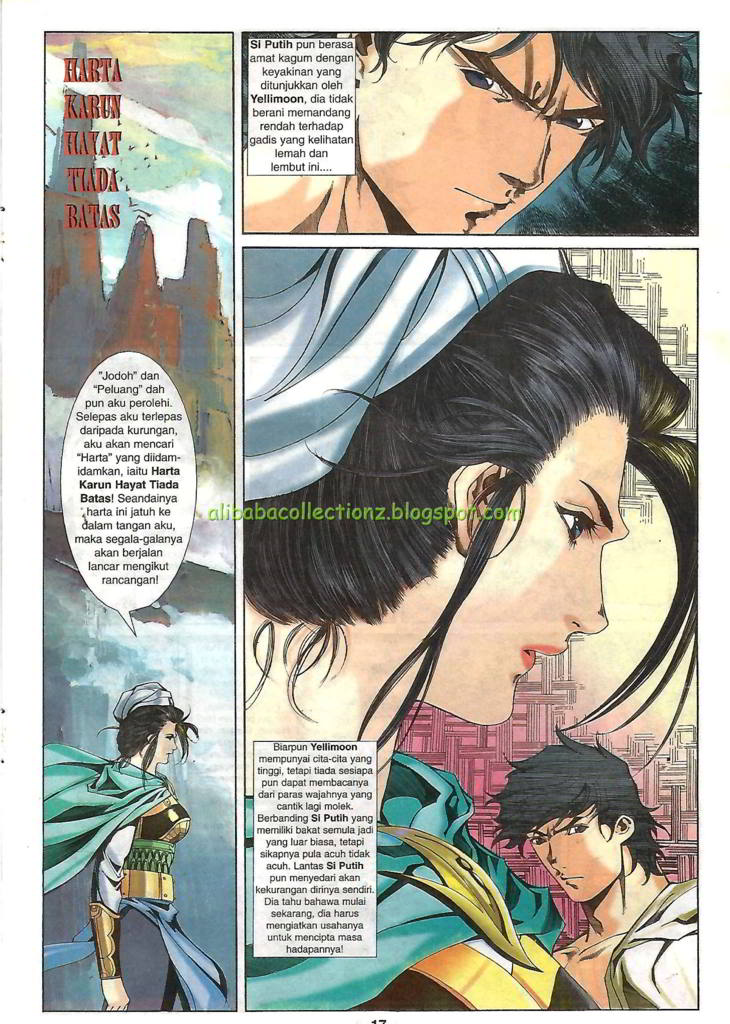 HARTA
KARUN
HAYAT
TIADA
BATAS
Si Putih pun berasa
amat kagum dengan
keyakinan yang
ditunjukkan oleh
Yellimoon, dia tidak
berani memandang
rendah terhadap
gadis yang kelihatan
lemah dan
lembut ini....
"Jodoh" dan
"Peluang" dah
pun aku perolehi.
Selepas aku terlepas
daripada kurungan,
aku akan mencari
"Harta" yang diidam-
idamkan, iaitu Harta
Karun Hayat Tiada
Batas! Seandainya
harta ini jatuh ke
dalam tangan aku,
maka segala-galanya
akan berjalan
lancar mengikut
rancangan!
alibabacollectionz.blogspot.com
Biarpun Yellimoon
mempunyai cita-cita yang
tinggi, tetapi tiada sesiapa
pun dapat membacanya
dari paras wajahnya yang
cantik lagi molek.
Berbanding Si Putih yang
memiliki bakat semula jadi
yang luar biasa, tetapi
sikapnya pula acuh tidak
acuh. Lantas Si Putih
pun menyedari akan
kekurangan dirinya sendiri.
Dia tahu bahawa mulai
sekarang, dia harus
mengiatkan usahanya
untuk mencipta masa
hadapannya!
17